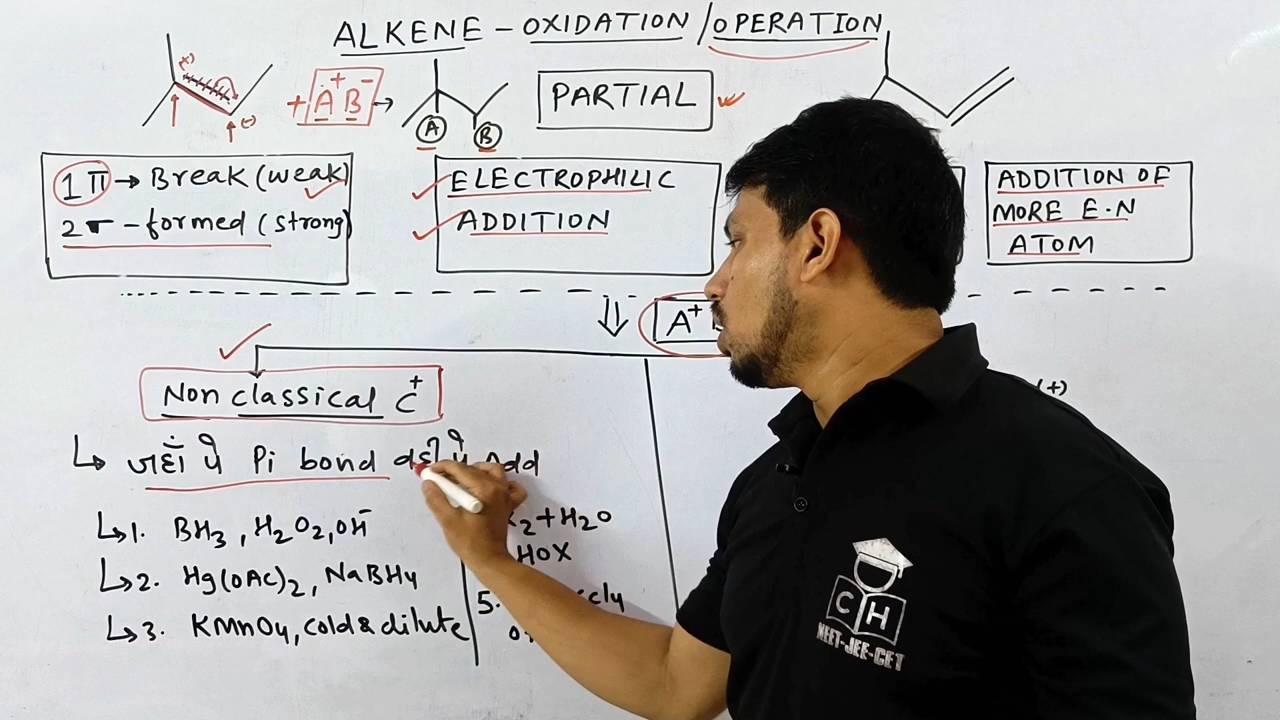 ALKENE - OXIDATION / OPERATION
(+)
(-)
+ A⁺ B⁻ →
A
B
PARTIAL
1 π → Break (weak)
2 σ - formed (strong)
ELECTROPHILIC
ADDITION
ADDITION OF
MORE E.N
ATOM
A⁺
Non classical C⁺
(+)
Pi bond
Add
1. BH₃, H₂O₂, OH⁻
2. Hg(OAc)₂, NaBH₄
3. KMnO₄, cold & dilute
X₂ + H₂O
HOX
5.
CH
NEET-JEE-CET